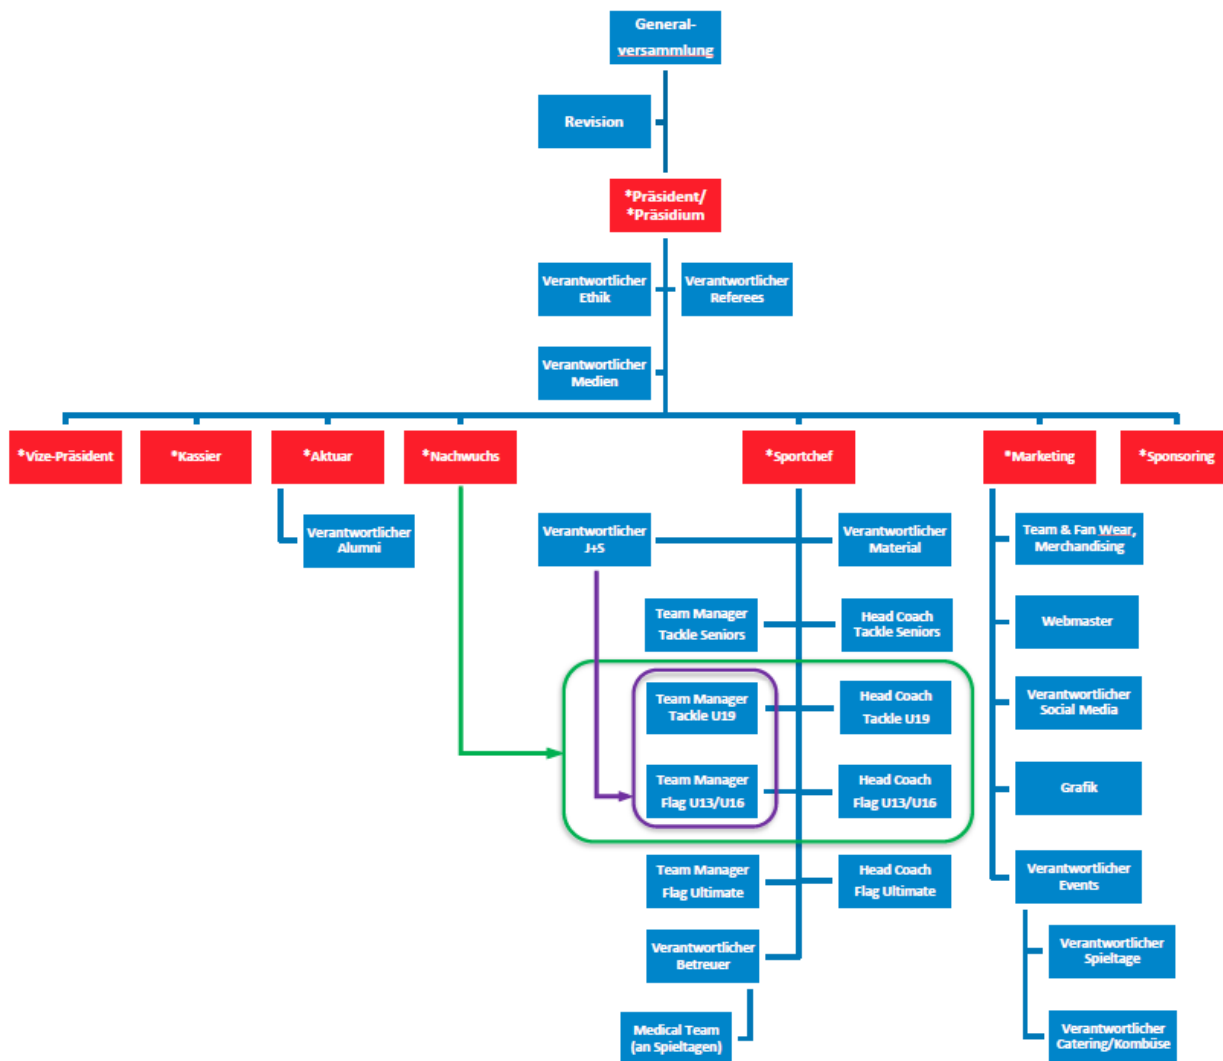 General-
versammlung
Revision
*Präsident/
*Präsidium
Verantwortlicher
Ethik
Verantwortlicher
Referees
Verantwortlicher
Medien
*Vize-Präsident
*Kassier
*Aktuar
*Nachwuchs
*Sportchef
*Marketing
*Sponsoring
Verantwortlicher
Alumni
Verantwortlicher
J+S
Verantwortlicher
Material
Team & Fan Wear,
Merchandising
Team Manager
Tackle Seniors
Head Coach
Tackle Seniors
Webmaster
Team Manager
Tackle U19
Head Coach
Tackle U19
Verantwortlicher
Social Media
Team Manager
Flag U13/U16
Head Coach
Flag U13/U16
Grafik
Team Manager
Flag Ultimate
Head Coach
Flag Ultimate
Verantwortlicher
Events
Verantwortlicher
Betreuer
Verantwortlicher
Spieltage
Medical Team
(an Spieltagen)
Verantwortlicher
Catering/Kombüse